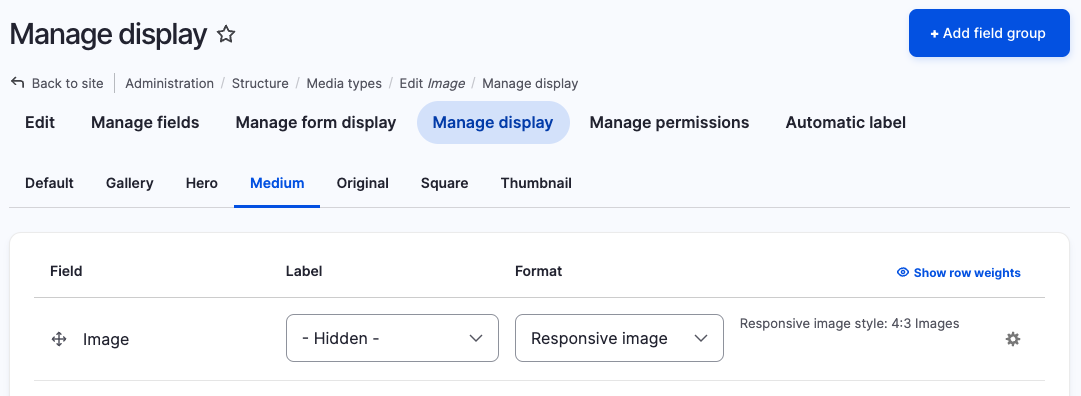 Manage display
+ Add field group
Back to site Administration / Structure / Media types / Edit Image / Manage display
Edit Manage fields Manage form display Manage display Manage permissions Automatic label
Default Gallery Hero Medium Original Square Thumbnail
Field Label Format Show row weights
Image - Hidden - Responsive image Responsive image style: 4:3 Images